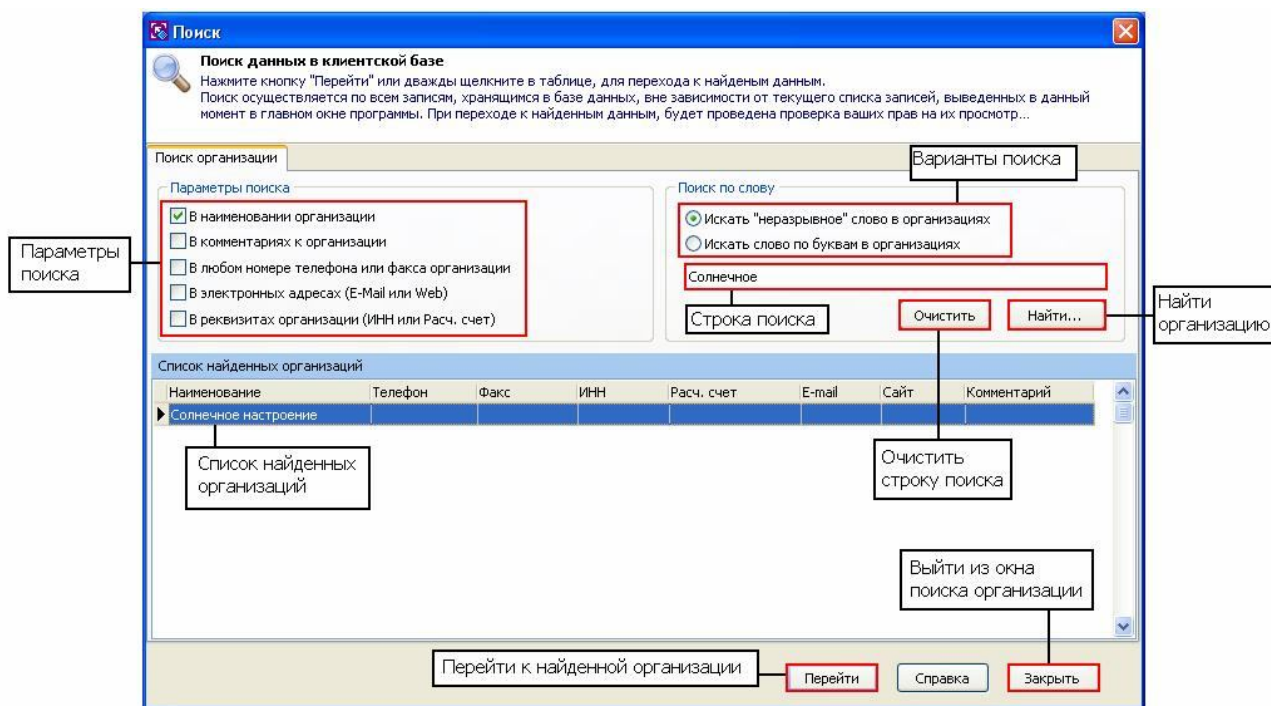 Поиск
Поиск данных в клиентской базе
Нажмите кнопку "Перейти" или дважды щелкните в таблице, для перехода к найденым данным.
Поиск осуществляется по всем записям, хранящимся в базе данных, вне зависимости от текущего списка записей, выведенных в данный
момент в главном окне программы. При переходе к найденным данным, будет проведена проверка ваших прав на их просмотр...
Поиск организации
Варианты поиска
Параметры поиска
В наименовании организации
В комментариях к организации
В любом номере телефона или факса организации
В электронных адресах (E-Mail или Web)
В реквизитах организации (ИНН или Расч. счет)
Параметры
поиска
Поиск по слову
Искать "неразрывное" слово в организациях
Искать слово по буквам в организациях
Солнечное
Строка поиска
Очистить
Найти...
Найти
организацию
Список найденных организаций
Наименование Телефон Факс ИНН Расч. счет E-mail Сайт Комментарий
Солнечное настроение
Список найденных
организаций
Очистить
строку поиска
Выйти из окна
поиска организации
Перейти к найденной организации
Перейти
Справка
Закрыть